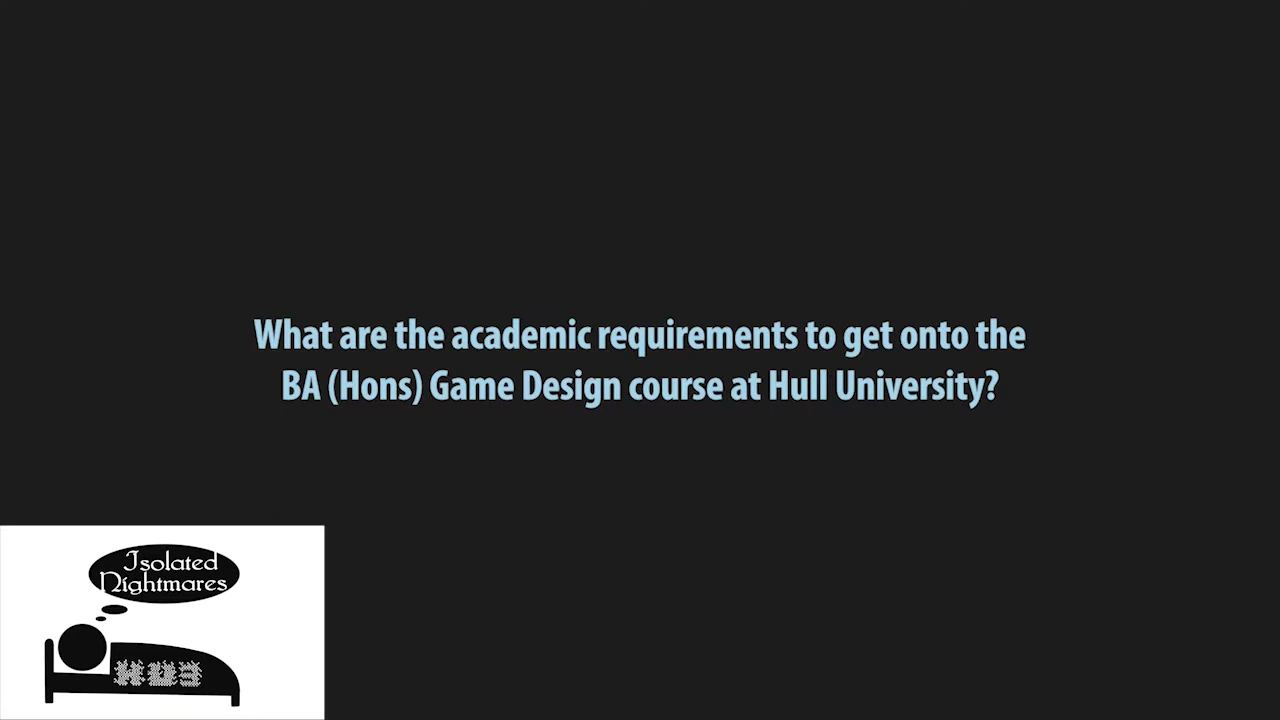 What are the academic requirements to get onto the
BA (Hons) Game Design course at Hull University?
Isolated
Nightmares